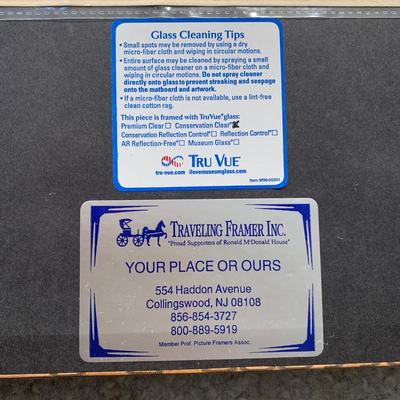 Glass Cleaning Tips
• Small spots may be removed by using a dry
micro-fiber cloth and wiping in circular motions.
• Entire surface may be cleaned by spraying a small
amount of glass cleaner on a micro-fiber cloth and
wiping in circular motions. Do not spray cleaner
directly onto glass to prevent streaking and seepage
onto the matboard and artwork.
• If a micro-fiber cloth is not available, use a lint-free
clean cotton rag.
This piece is framed with Tru Vue® glass:
Premium Clear☐ Conservation Clear®☒
Conservation Reflection Control®☐ Reflection Control®☐
AR Reflection-Free®☐ Museum Glass®☐
TRU VUE®
tru-vue.com ilovemuseumglass.com
TRAVELING FRAMER INC.
"Proud Supporters of Ronald McDonald House"
YOUR PLACE OR OURS
554 Haddon Avenue
Collingswood, NJ 08108
856-854-3727
800-889-5919
Member Prof. Picture Framers Assoc.